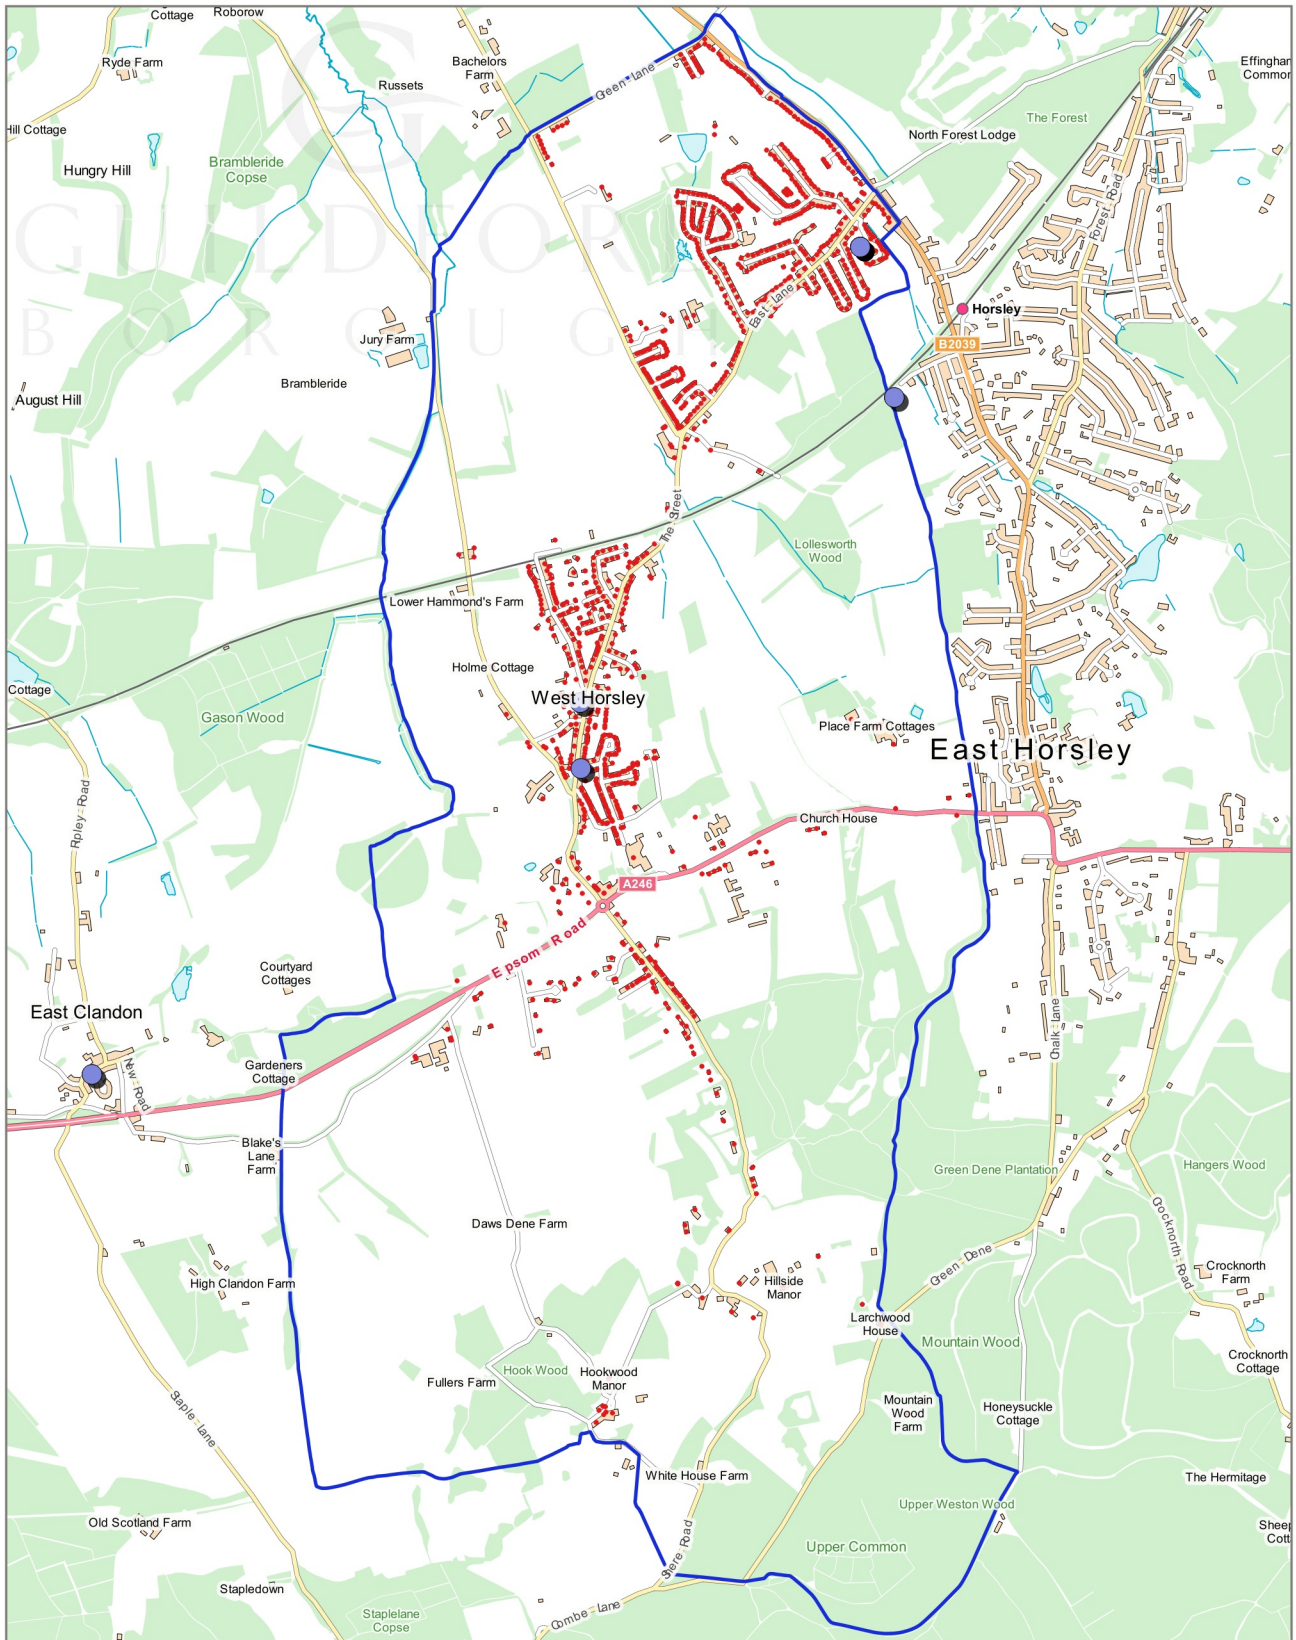 Cottage
Roborow
Ryde Farm
Bachelors
Farm
Russets
Green Lane
Effingham
Common
The Forest
North Forest Lodge
Hill Cottage
Hungry Hill
Brambleride
Copse
GUILDFOR
BOROUGH
Forest Road
East Lane
Horsley
B2039
Jury Farm
Brambleride
August Hill
The Street
Lollesworth
Wood
Lower Hammond's Farm
Holme Cottage
Cottage
West Horsley
Gason Wood
Place Farm Cottages
East Horsley
Ripley Road
Church House
A246
Epsom Road
Courtyard
Cottages
East Clandon
New Road
Gardeners
Cottage
Chalk Lane
Blake's
Lane
Farm
Green Dene Plantation
Hangers Wood
Daws Dene Farm
Crocknorth Road
Green Dene
High Clandon Farm
Hillside
Manor
Crocknorth
Farm
Larchwood
House
Mountain Wood
Hook Wood
Hookwood
Manor
Fullers Farm
Crocknorth
Cottage
Staple Lane
Mountain
Wood
Farm
Honeysuckle
Cottage
White House Farm
The Hermitage
Upper Weston Wood
Old Scotland Farm
Shere Road
Upper Common
Sheep
Cott
Stapledown
Staplelane
Copse
Combe Lane